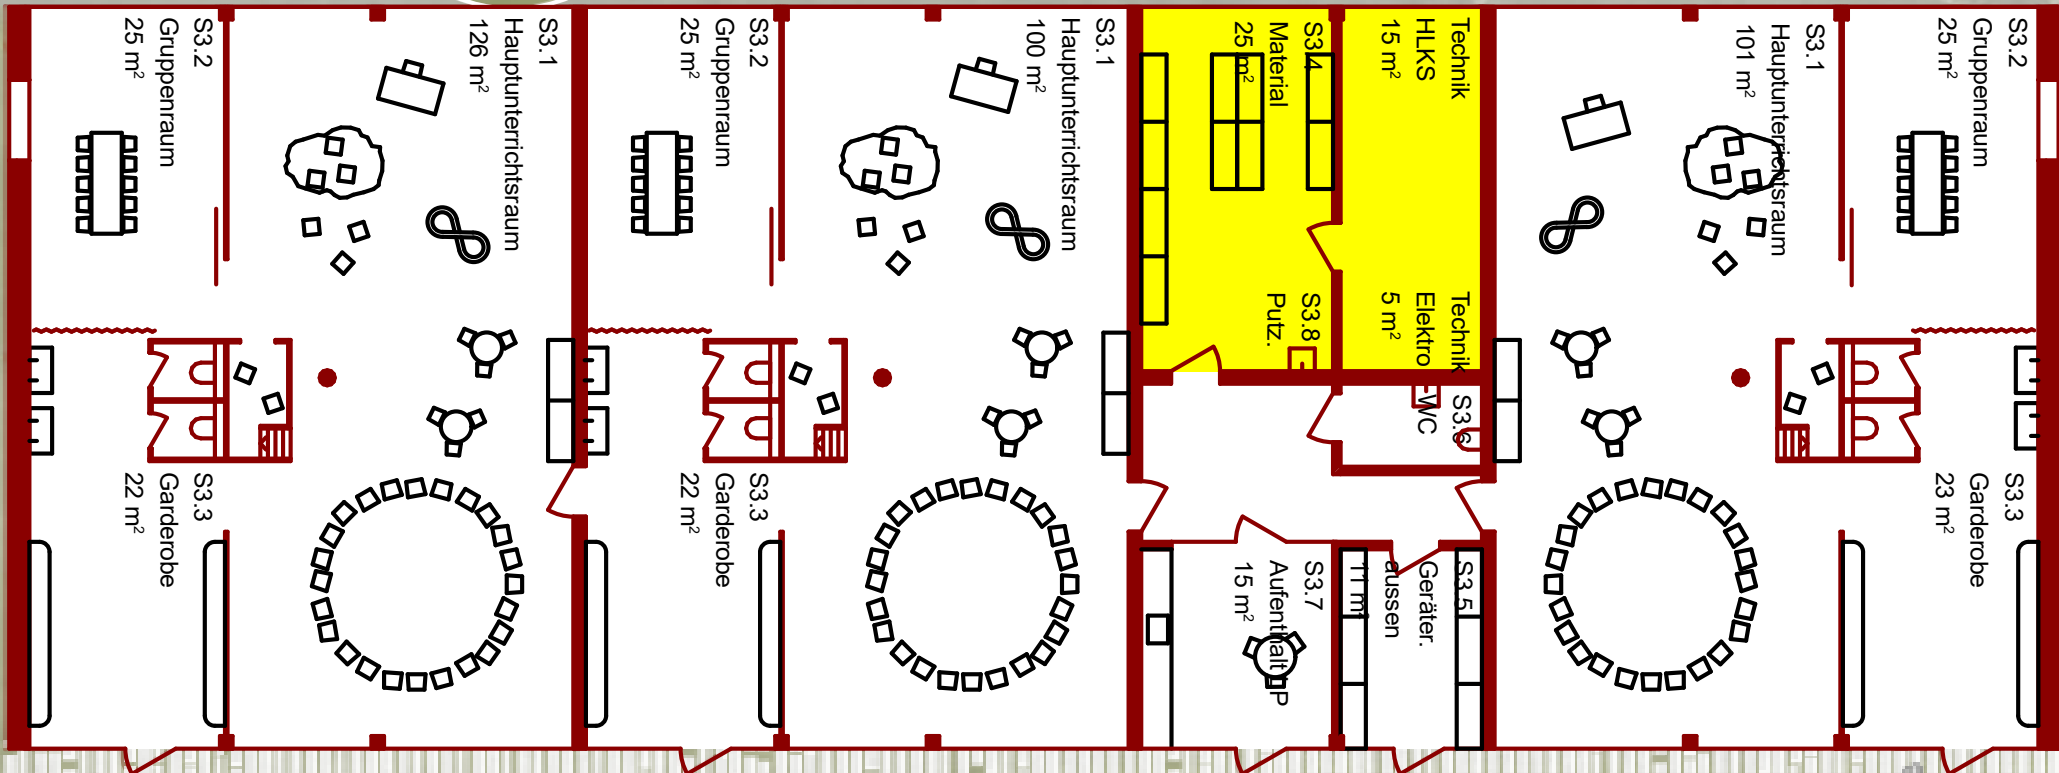 S3.2
Gruppenraum
25 m²
S3.1
Hauptunterrichtsraum
126 m²
S3.2
Gruppenraum
25 m²
S3.1
Hauptunterrichtsraum
100 m²
S3.4
Material
25 m²
Technik
HLKS
15 m²
S3.1
Hauptunterrichtsraum
101 m²
S3.2
Gruppenraum
25 m²
S3.8
Putz.
Technik
Elektro
5 m²
S3.6
WC
S3.3
Garderobe
22 m²
S3.3
Garderobe
22 m²
S3.7
Aufenthalt LP
15 m²
S3.5
Geräter.
aussen
11 m²
S3.3
Garderobe
23 m²